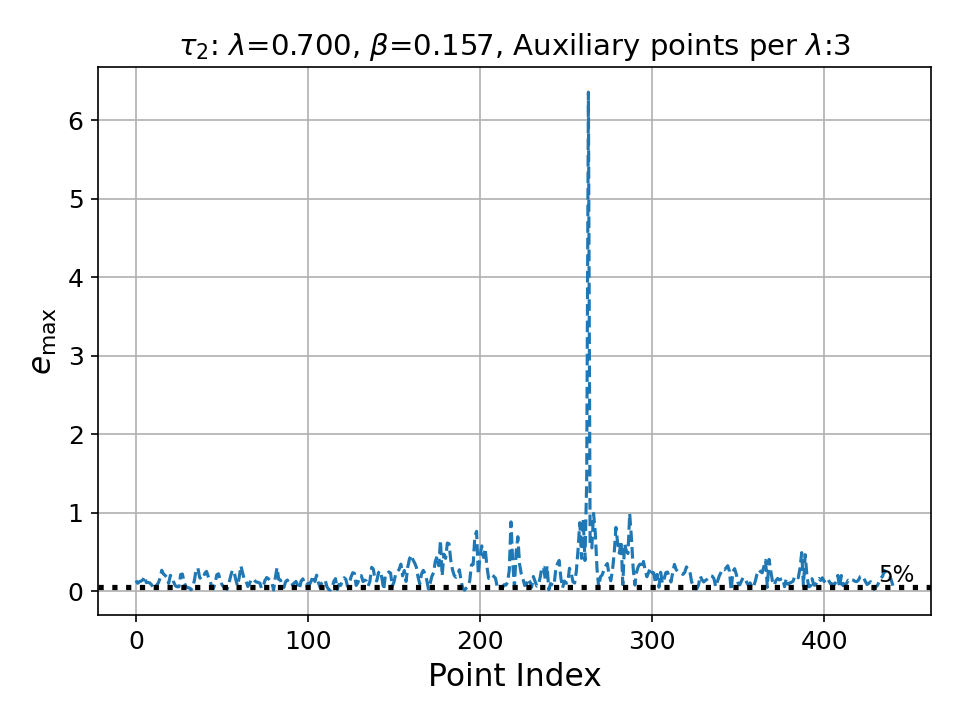 τ₂: λ=0.700, β=0.157, Auxiliary points per λ:3
6
5
4
3
2
1
0
e_max
5%
0 100 200 300 400
Point Index